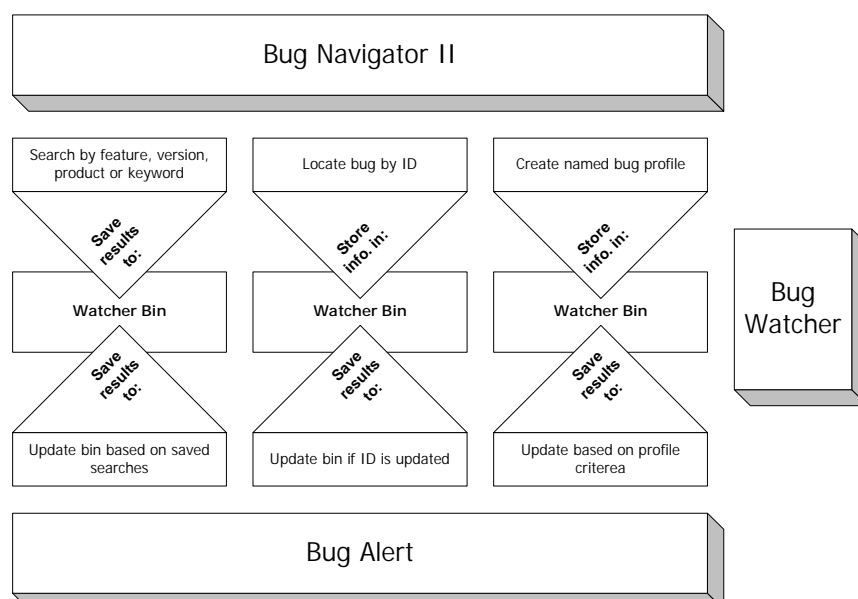 Bug Navigator II
Search by feature, version,
product or keyword
Locate bug by ID
Create named bug profile
Save
results
to:
Store
info. in:
Store
info. in:
Watcher Bin
Watcher Bin
Watcher Bin
Bug
Watcher
Save
results
to:
Save
results
to:
Save
results
to:
Update bin based on saved
searches
Update bin if ID is updated
Update based on profile
criterea
Bug Alert